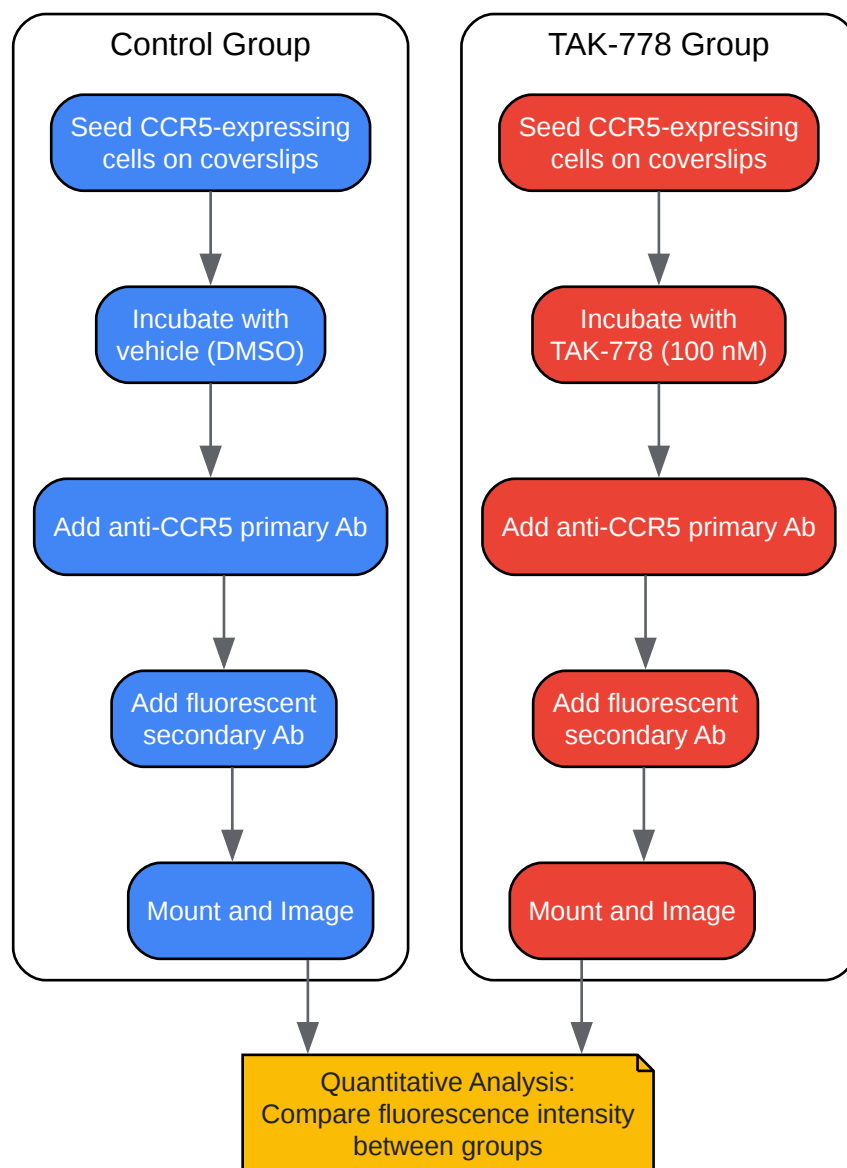 Control Group
Seed CCR5-expressing
cells on coverslips
Incubate with
vehicle (DMSO)
Add anti-CCR5 primary Ab
Add fluorescent
secondary Ab
Mount and Image
TAK-778 Group
Seed CCR5-expressing
cells on coverslips
Incubate with
TAK-778 (100 nM)
Add anti-CCR5 primary Ab
Add fluorescent
secondary Ab
Mount and Image
Quantitative Analysis:
Compare fluorescence intensity
between groups